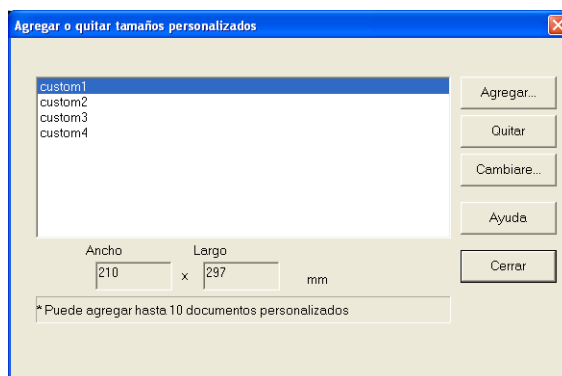 Agregar o quitar tamaños personalizados
custom1
custom2
custom3
custom4
Agregar...
Quitar
Cambiare...
Ayuda
Cerrar
Ancho Largo
210 x 297 mm
* Puede agregar hasta 10 documentos personalizados